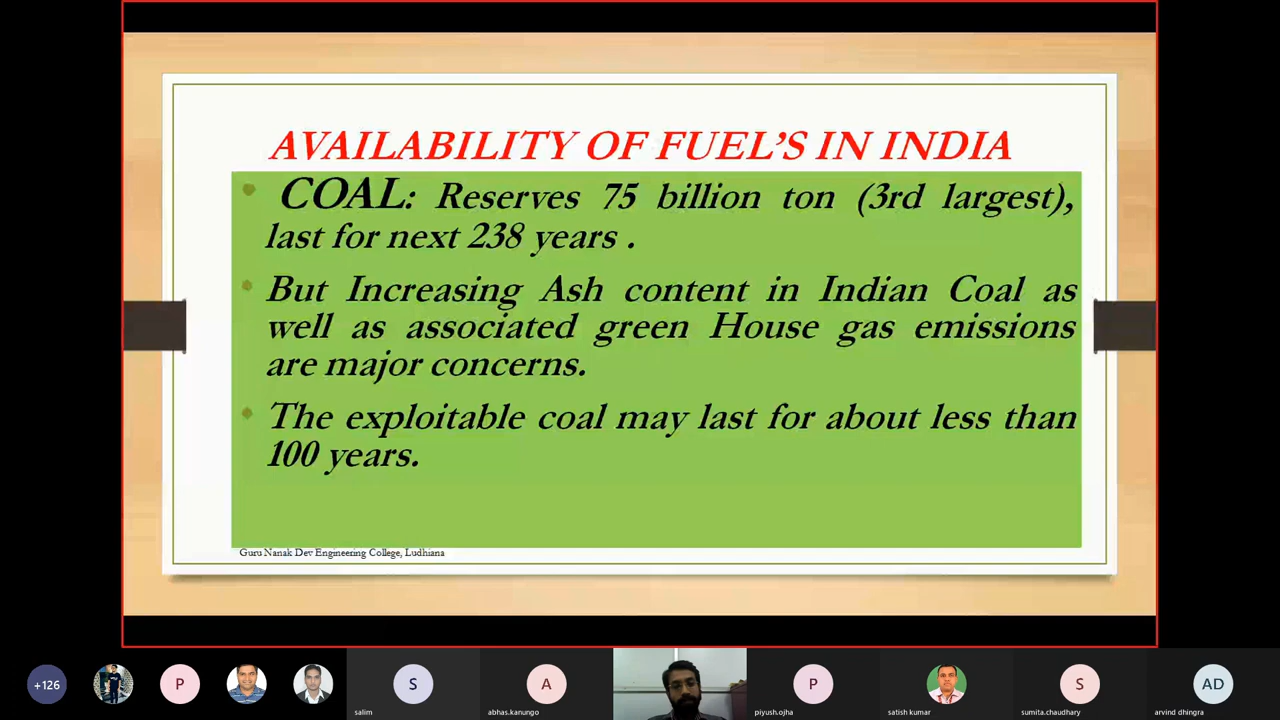 AVAILABILITY OF FUEL'S IN INDIA
COAL: Reserves 75 billion ton (3rd largest),
last for next 238 years .
But Increasing Ash content in Indian Coal as
well as associated green House gas emissions
are major concerns.
The exploitable coal may last for about less than
100 years.
Guru Nanak Dev Engineering College, Ludhiana
+126
P
S
A
P
S
AD
salim
abhas.kanungo
piyush.ojha
satish kumar
sumita.chaudhary
arvind dhingra